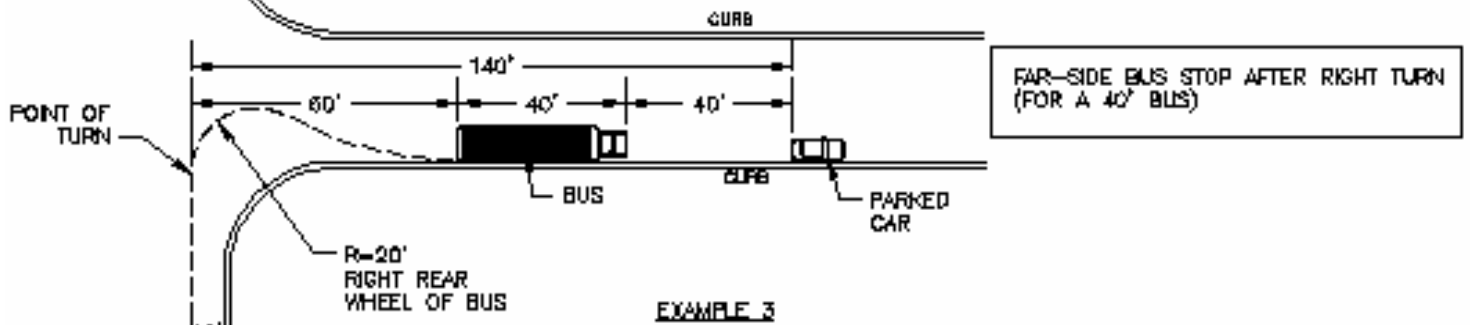 CURB
140'
FAR-SIDE BUS STOP AFTER RIGHT TURN
(FOR A 40' BUS)
60'
40'
40'
POINT OF
TURN
CURB
BUS
PARKED
CAR
R=20'
RIGHT REAR
WHEEL OF BUS
EXAMPLE 3